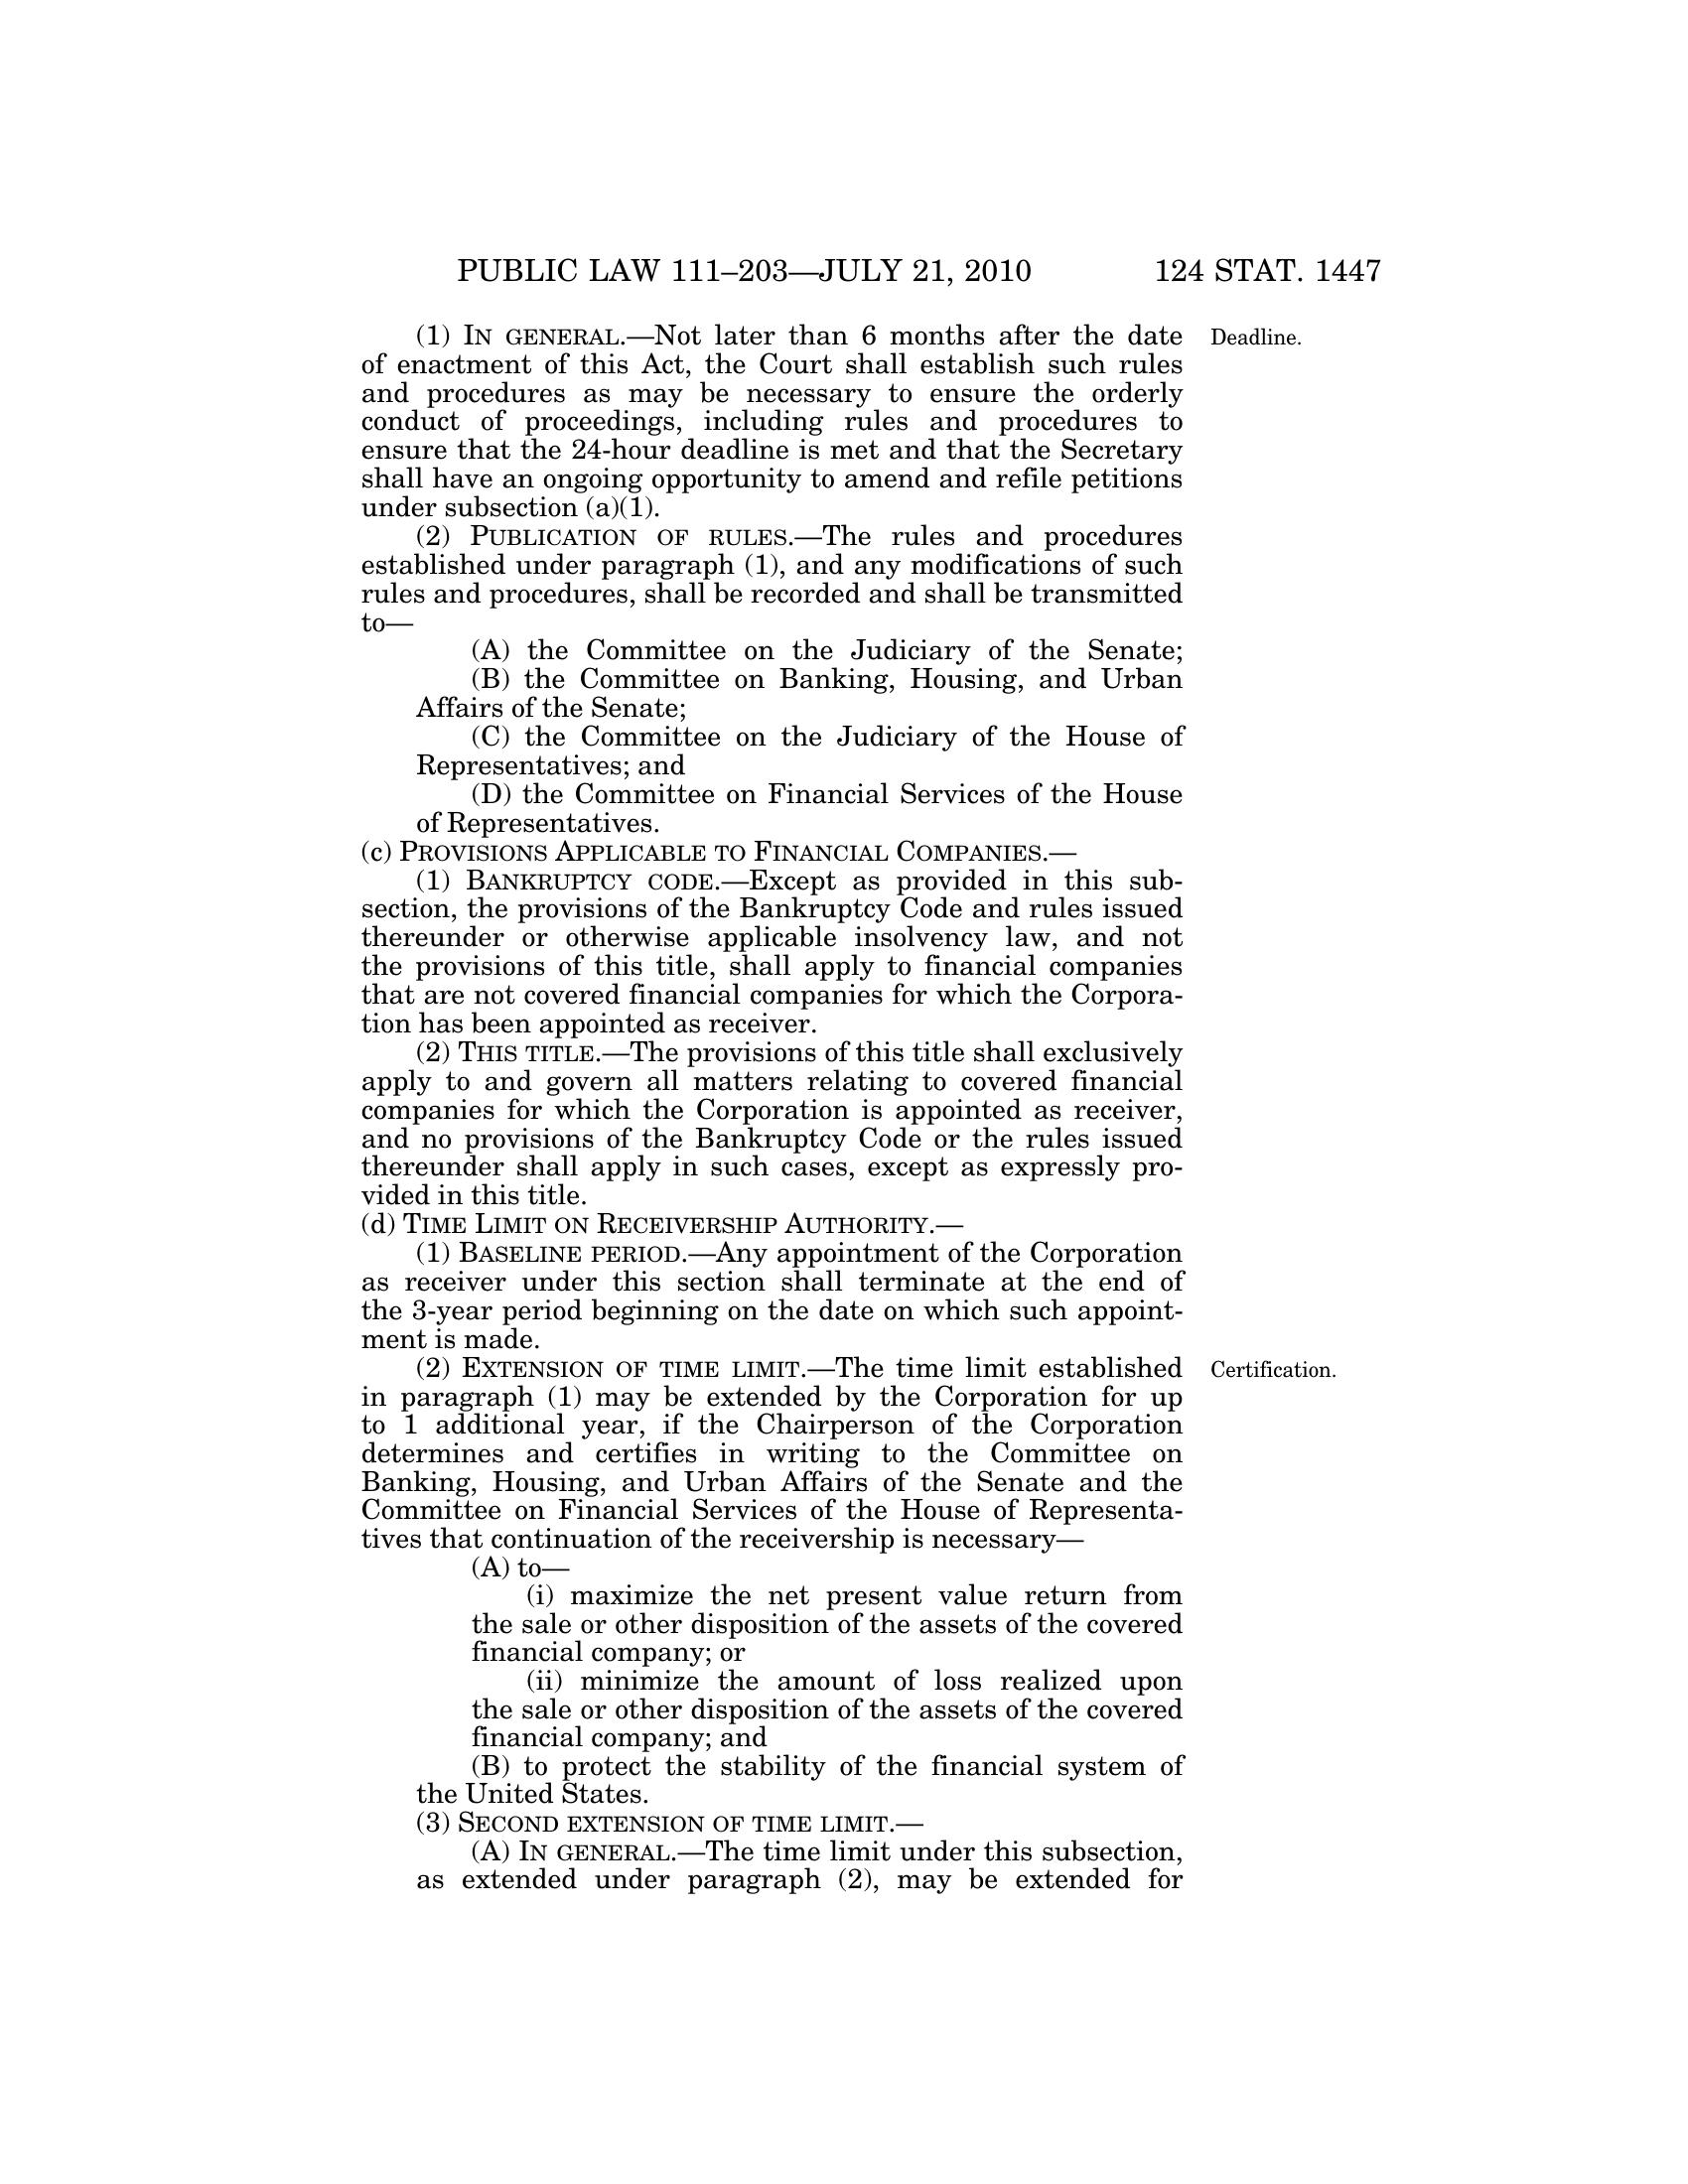 PUBLIC LAW 111–203—JULY 21, 2010 124 STAT. 1447
(1) IN GENERAL.—Not later than 6 months after the date
Deadline.
of enactment of this Act, the Court shall establish such rules
and procedures as may be necessary to ensure the orderly
conduct of proceedings, including rules and procedures to
ensure that the 24-hour deadline is met and that the Secretary
shall have an ongoing opportunity to amend and refile petitions
under subsection (a)(1).
(2) PUBLICATION OF RULES.—The rules and procedures
established under paragraph (1), and any modifications of such
rules and procedures, shall be recorded and shall be transmitted
to—
(A) the Committee on the Judiciary of the Senate;
(B) the Committee on Banking, Housing, and Urban
Affairs of the Senate;
(C) the Committee on the Judiciary of the House of
Representatives; and
(D) the Committee on Financial Services of the House
of Representatives.
(c) PROVISIONS APPLICABLE TO FINANCIAL COMPANIES.—
(1) BANKRUPTCY CODE.—Except as provided in this sub-
section, the provisions of the Bankruptcy Code and rules issued
thereunder or otherwise applicable insolvency law, and not
the provisions of this title, shall apply to financial companies
that are not covered financial companies for which the Corpora-
tion has been appointed as receiver.
(2) THIS TITLE.—The provisions of this title shall exclusively
apply to and govern all matters relating to covered financial
companies for which the Corporation is appointed as receiver,
and no provisions of the Bankruptcy Code or the rules issued
thereunder shall apply in such cases, except as expressly pro-
vided in this title.
(d) TIME LIMIT ON RECEIVERSHIP AUTHORITY.—
(1) BASELINE PERIOD.—Any appointment of the Corporation
as receiver under this section shall terminate at the end of
the 3-year period beginning on the date on which such appoint-
ment is made.
(2) EXTENSION OF TIME LIMIT.—The time limit established
Certification.
in paragraph (1) may be extended by the Corporation for up
to 1 additional year, if the Chairperson of the Corporation
determines and certifies in writing to the Committee on
Banking, Housing, and Urban Affairs of the Senate and the
Committee on Financial Services of the House of Representa-
tives that continuation of the receivership is necessary—
(A) to—
(i) maximize the net present value return from
the sale or other disposition of the assets of the covered
financial company; or
(ii) minimize the amount of loss realized upon
the sale or other disposition of the assets of the covered
financial company; and
(B) to protect the stability of the financial system of
the United States.
(3) SECOND EXTENSION OF TIME LIMIT.—
(A) IN GENERAL.—The time limit under this subsection,
as extended under paragraph (2), may be extended for